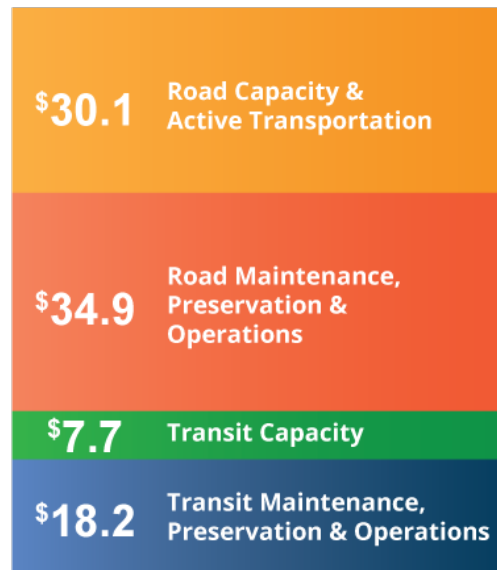 $30.1
Road Capacity &
Active Transportation
$34.9
Road Maintenance,
Preservation &
Operations
$7.7
Transit Capacity
$18.2
Transit Maintenance,
Preservation & Operations